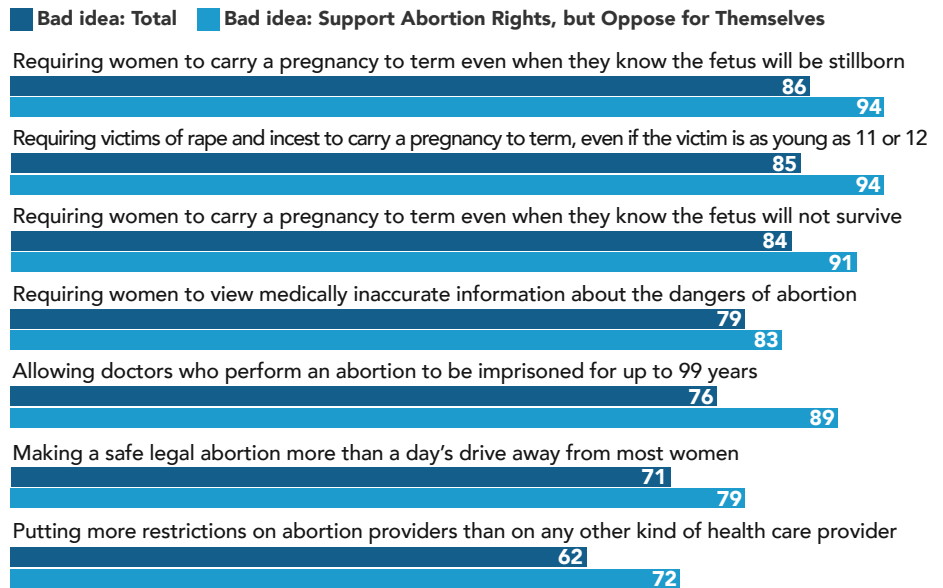 Bad idea: Total Bad idea: Support Abortion Rights, but Oppose for Themselves
Requiring women to carry a pregnancy to term even when they know the fetus will be stillborn
86
94
Requiring victims of rape and incest to carry a pregnancy to term, even if the victim is as young as 11 or 12
85
94
Requiring women to carry a pregnancy to term even when they know the fetus will not survive
84
91
Requiring women to view medically inaccurate information about the dangers of abortion
79
83
Allowing doctors who perform an abortion to be imprisoned for up to 99 years
76
89
Making a safe legal abortion more than a day’s drive away from most women
71
79
Putting more restrictions on abortion providers than on any other kind of health care provider
62
72